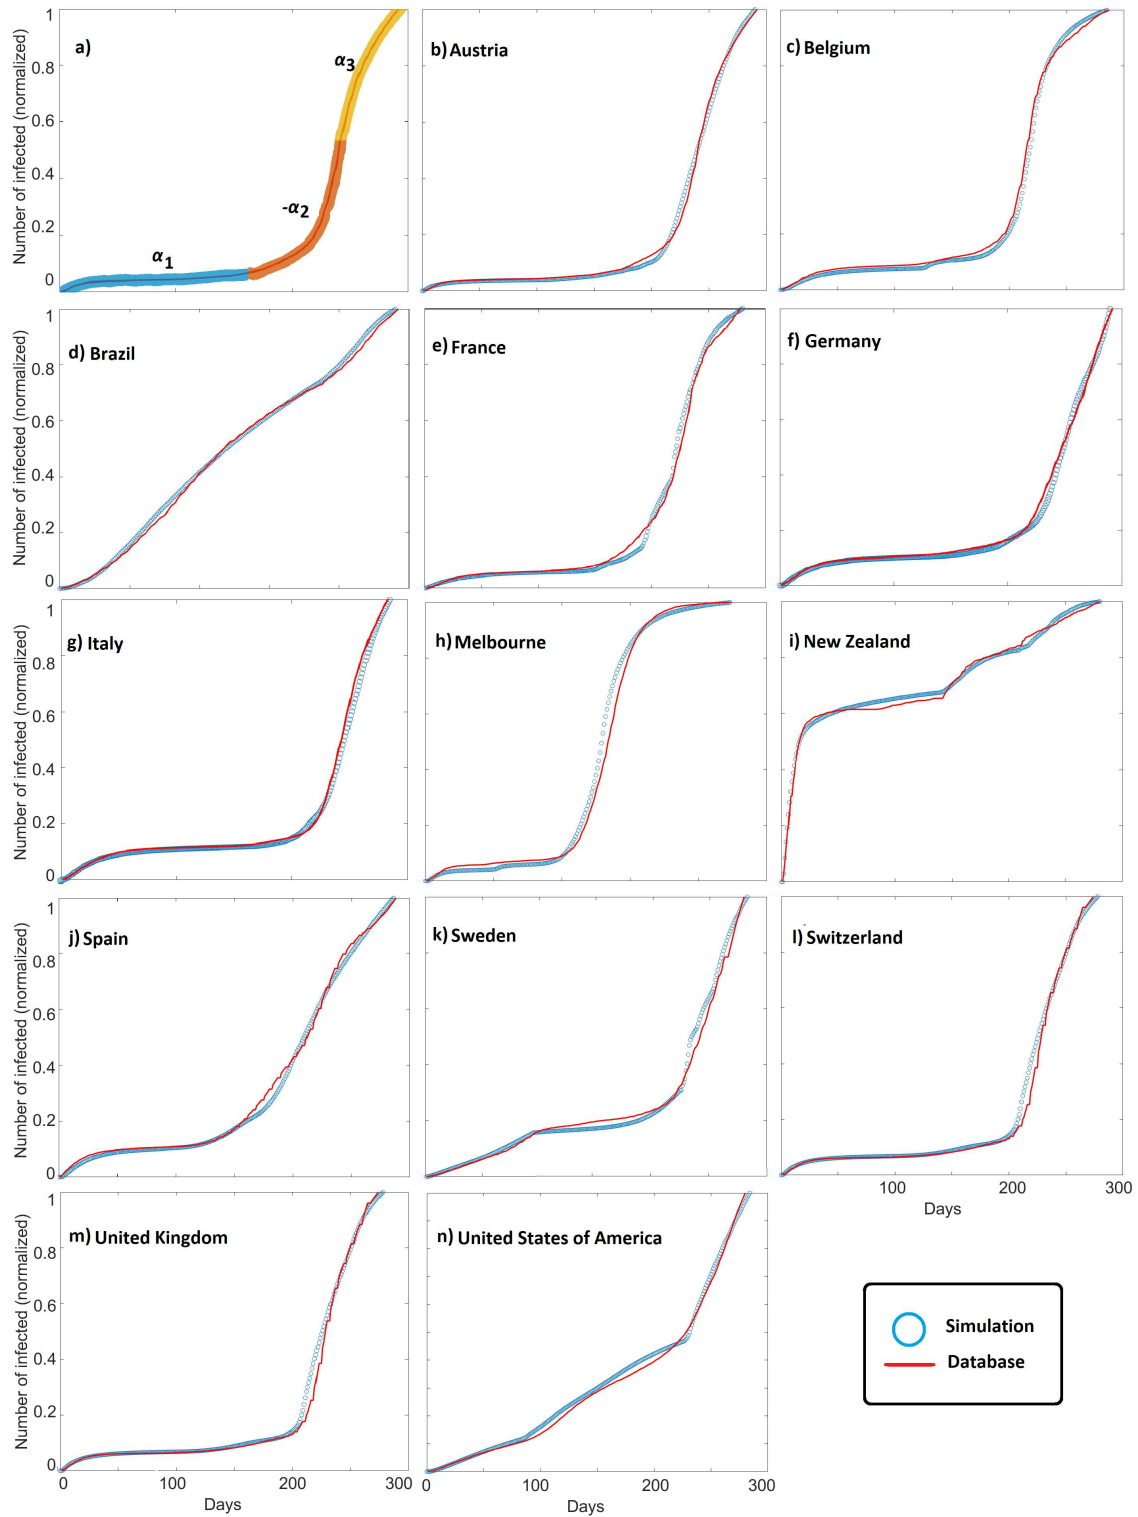 a)
α1
-α2
α3
Number of infected (normalized)
1
0.8
0.6
0.4
0.2
0
b) Austria
c) Belgium
d) Brazil
Number of infected (normalized)
1
0.8
0.6
0.4
0.2
0
e) France
f) Germany
g) Italy
Number of infected (normalized)
1
0.8
0.6
0.4
0.2
0
h) Melbourne
i) New Zealand
j) Spain
Number of infected (normalized)
1
0.8
0.6
0.4
0.2
0
k) Sweden
l) Switzerland
100 200 300
Days
m) United Kingdom
Number of infected (normalized)
1
0.8
0.6
0.4
0.2
0 100 200 300
Days
n) United States of America
0 100 200 300
Days
Simulation
Database